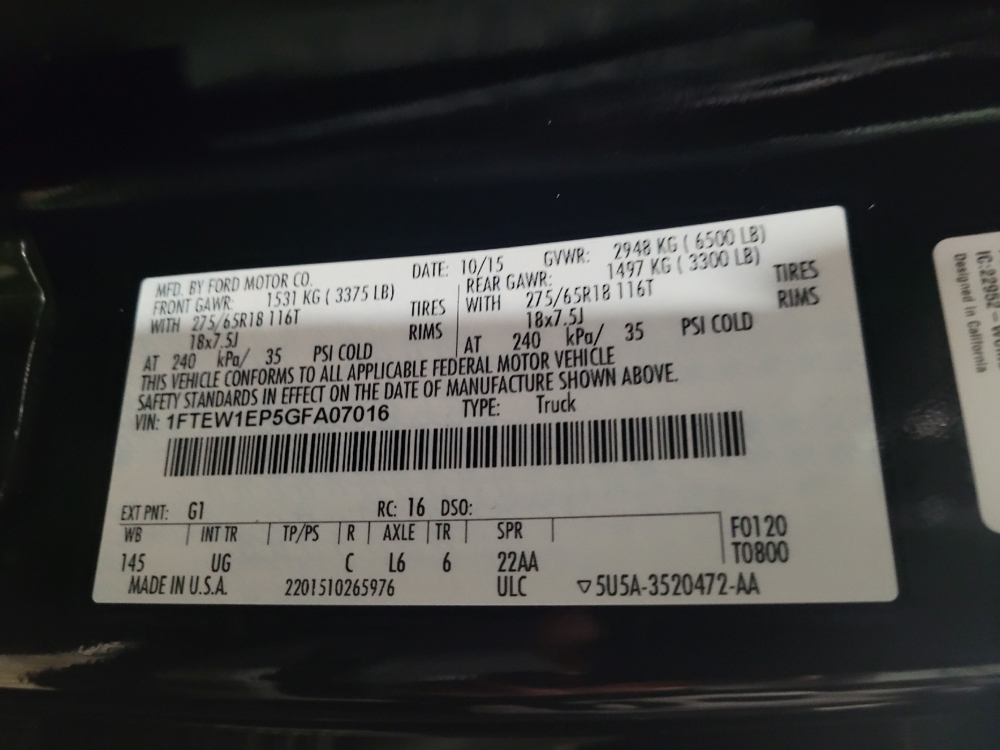 MFD. BY FORD MOTOR CO.
DATE: 10/15
GVWR: 2948 KG ( 6500 LB)
FRONT GAWR: 1531 KG ( 3375 LB)
WITH 275/65R18 116T TIRES
18x7.5J RIMS
AT 240 kPa/ 35 PSI COLD
REAR GAWR: 1497 KG ( 3300 LB)
WITH 275/65R18 116T TIRES
18x7.5J RIMS
AT 240 kPa/ 35 PSI COLD
THIS VEHICLE CONFORMS TO ALL APPLICABLE FEDERAL MOTOR VEHICLE
SAFETY STANDARDS IN EFFECT ON THE DATE OF MANUFACTURE SHOWN ABOVE.
VIN: 1FTEW1EP5GFA07016 TYPE: Truck
EXT PNT: G1 RC: 16 DSO:
WB INT TR TP/PS R AXLE TR SPR F0120
145 UG C L6 6 22AA T0800
MADE IN U.S.A. 2201510265976 ULC ▽5U5A-3520472-AA
Designed in California